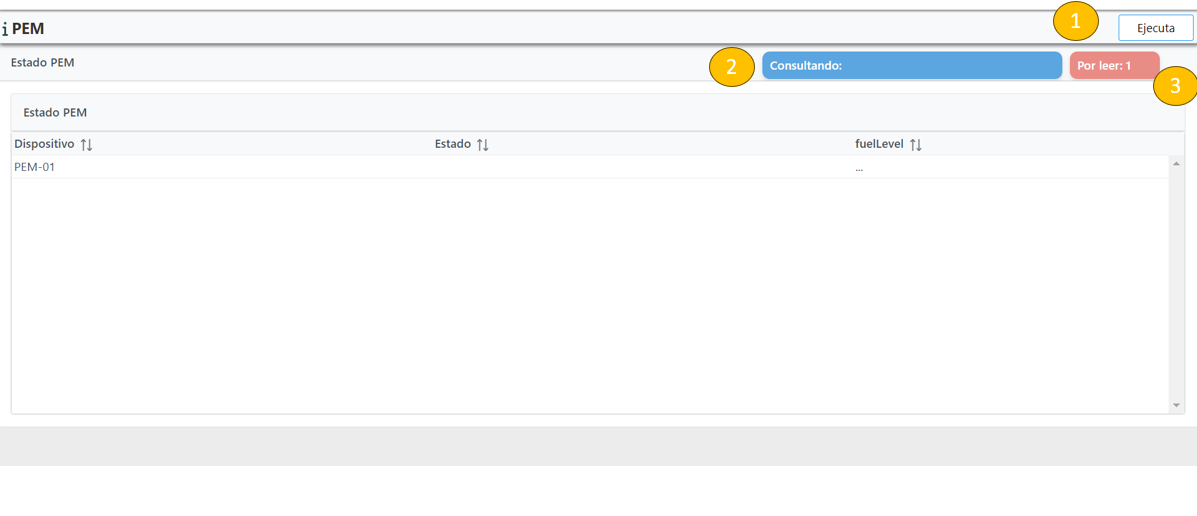 1
i PEM
Ejecuta
Estado PEM
2
Consultando:
Por leer: 1
3
Estado PEM
Dispositivo
Estado
fuelLevel
PEM-01
...